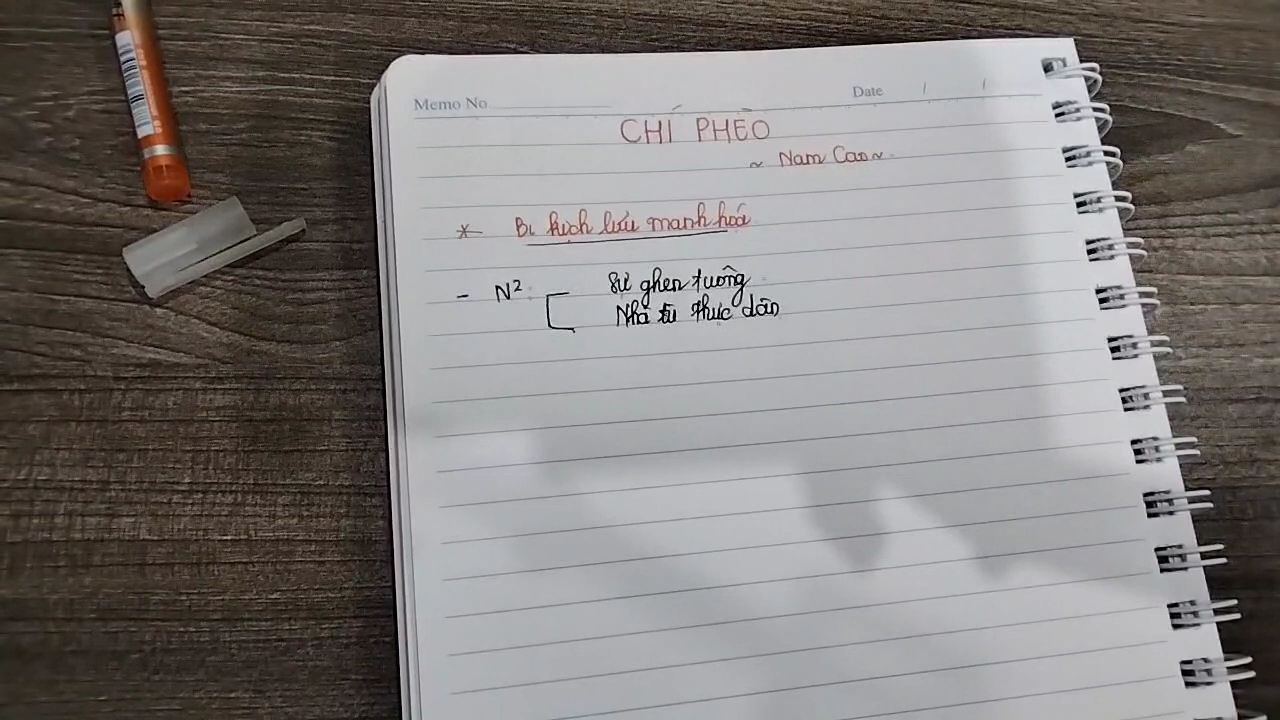 Memo No
Date / /
CHÍ PHÈO
~ Nam Cao ~
* Bi kịch lưu manh hoá
- N²
Sự ghen tuông
Nhà tù thực dân